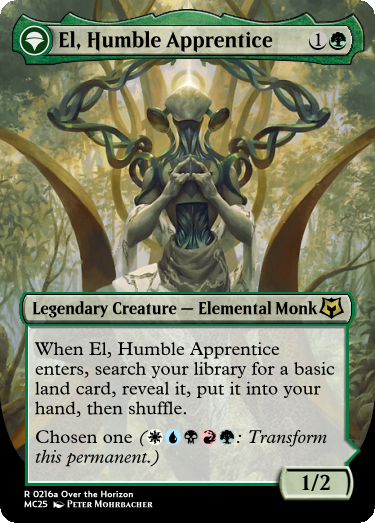 El, Humble Apprentice 1
Legendary Creature — Elemental Monk
When El, Humble Apprentice
enters, search your library for a basic
land card, reveal it, put it into your
hand, then shuffle.
Chosen one (: Transform
this permanent.)
1/2
R 0216a Over the Horizon
MC25 Peter Mohrbacher